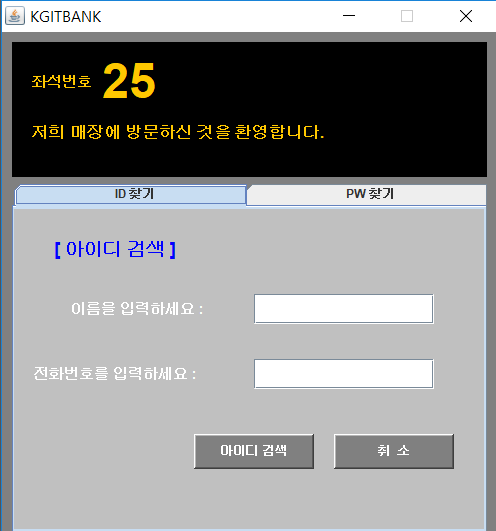 KGITBANK
좌석번호 25
저희 매장에 방문하신 것을 환영합니다.
ID 찾기 PW 찾기
[ 아이디 검색 ]
이름을 입력하세요 :
전화번호를 입력하세요 :
아이디 검색 취 소